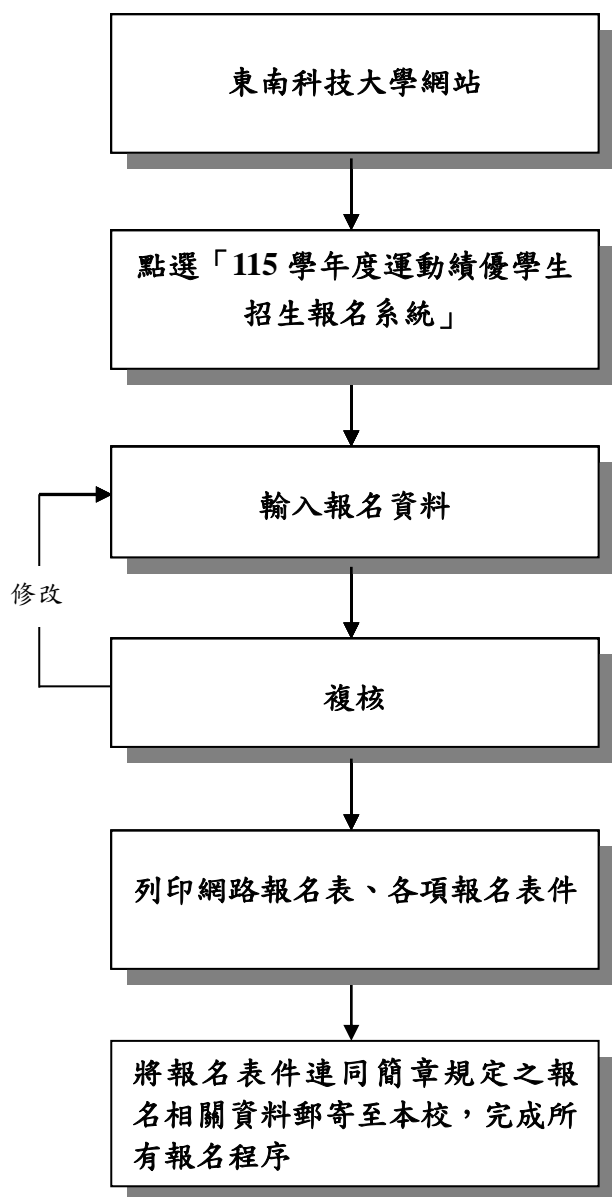 東南科技大學網站
點選「115 學年度運動績優學生
招生報名系統」
輸入報名資料
修改
複核
列印網路報名表、各項報名表件
將報名表件連同簡章規定之報
名相關資料郵寄至本校，完成所
有報名程序